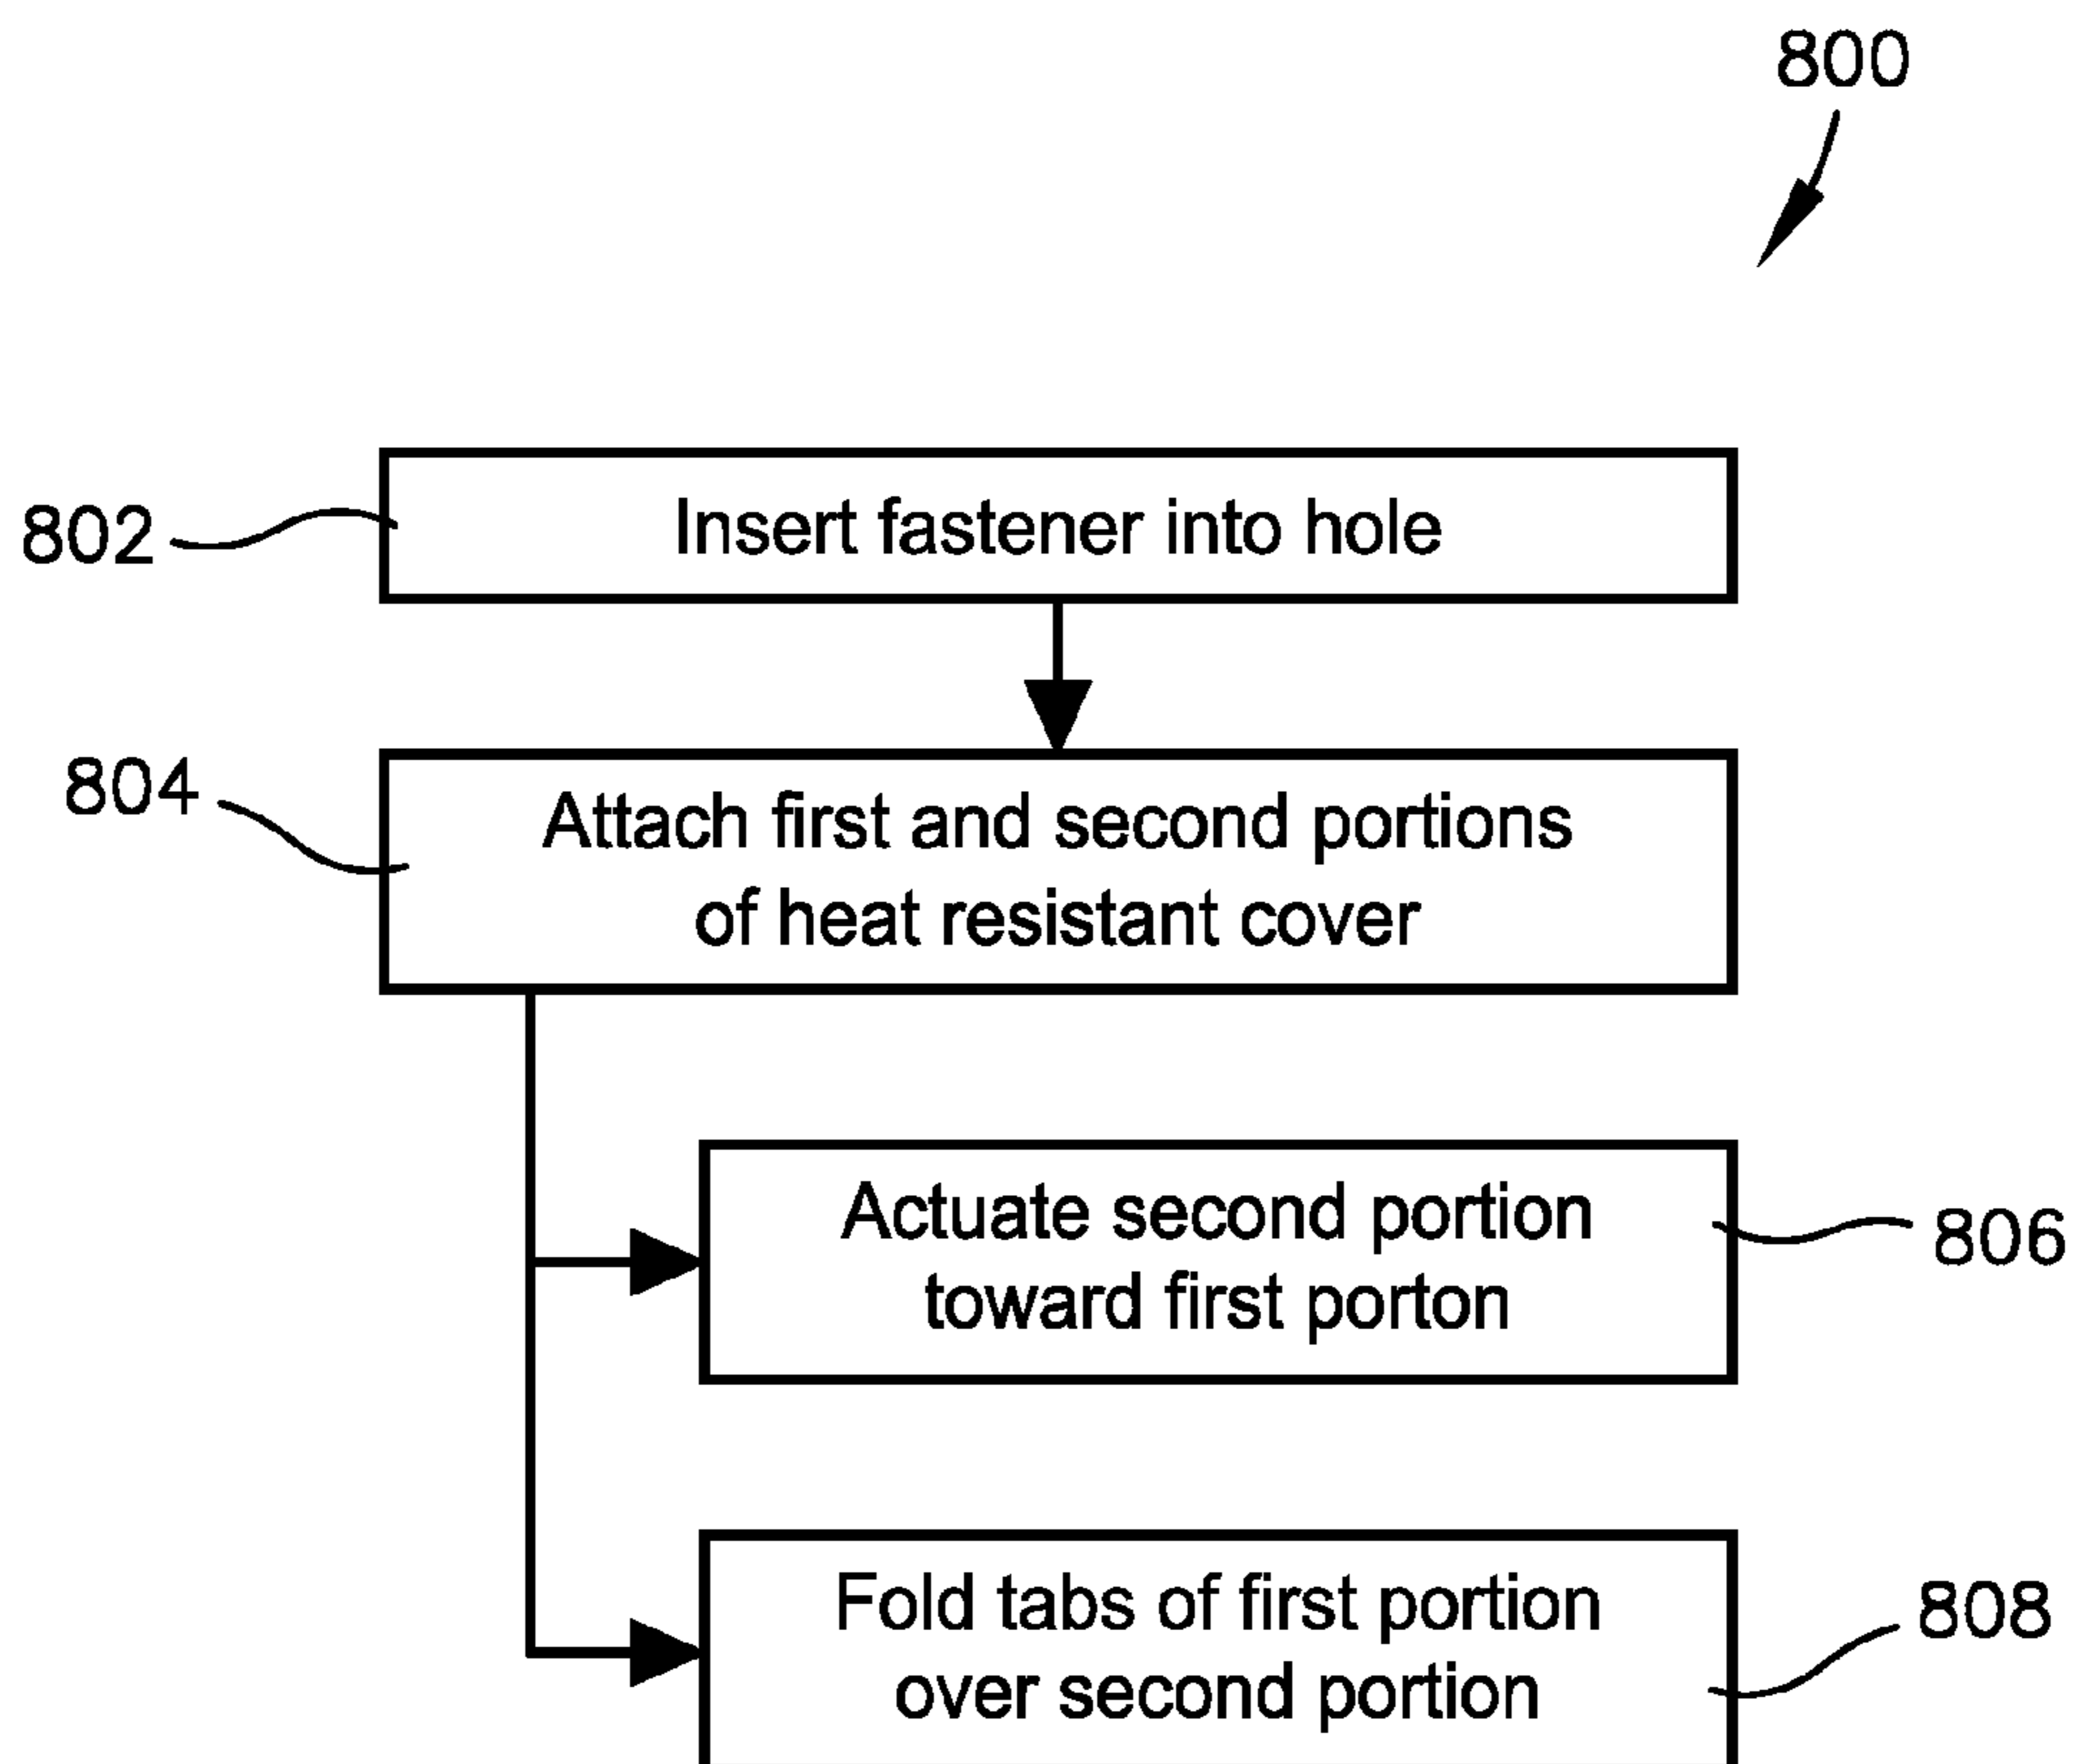 800
802
Insert fastener into hole
804
Attach first and second portions
of heat resistant cover
Actuate second portion
toward first porton
806
Fold tabs of first portion
over second portion
808